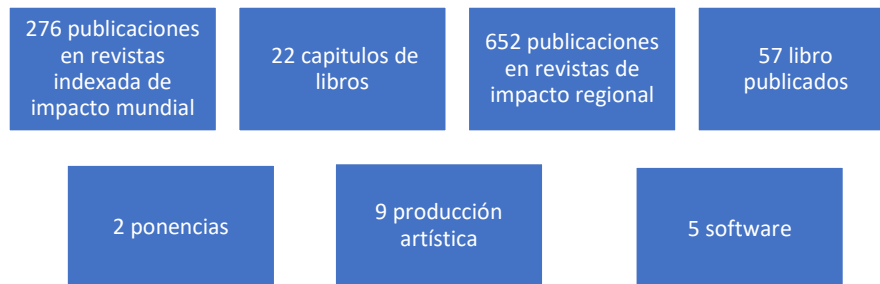 276 publicaciones
en revistas
indexada de
impacto mundial
22 capitulos de
libros
652 publicaciones
en revistas de
impacto regional
57 libro
publicados
2 ponencias
9 producción
artística
5 software